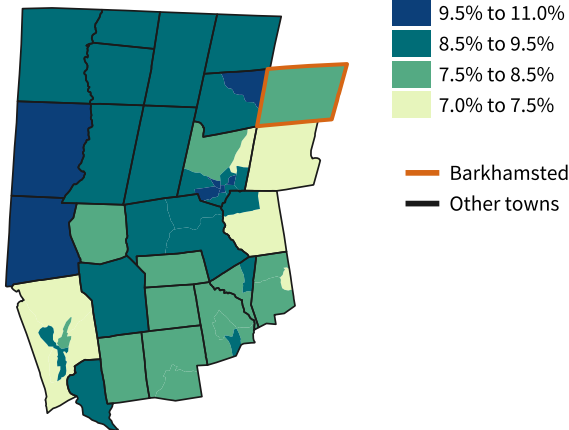 9.5% to 11.0%
8.5% to 9.5%
7.5% to 8.5%
7.0% to 7.5%
Barkhamsted
Other towns